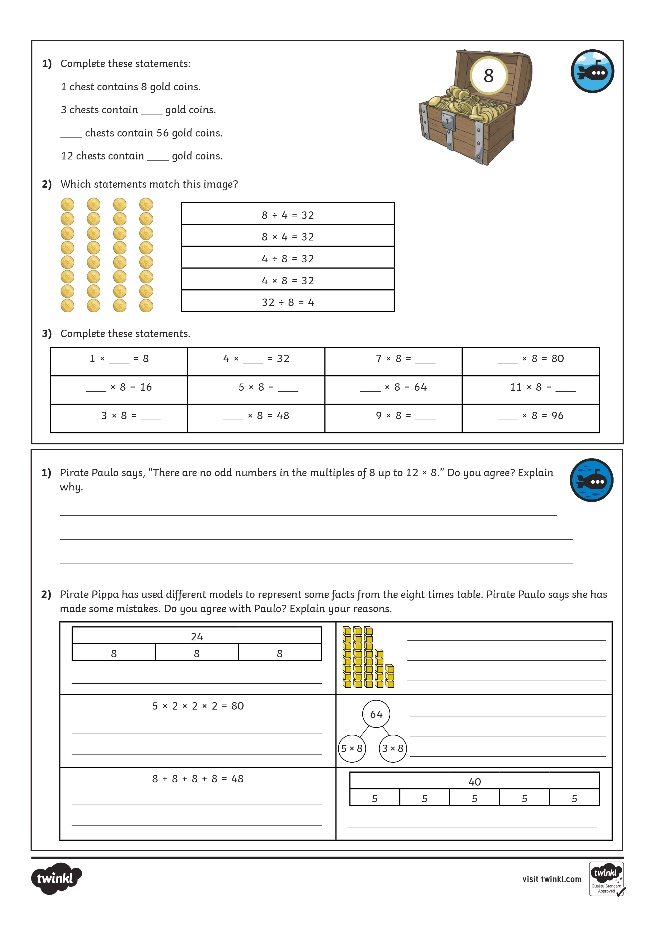 1) Complete these statements:
1 chest contains 8 gold coins.
8
3 chests contain ____ gold coins.
____ chests contain 56 gold coins.
12 chests contain ____ gold coins.
2) Which statements match this image?
8 ÷ 4 = 32
8 × 4 = 32
4 ÷ 8 = 32
4 × 8 = 32
32 ÷ 8 = 4
3) Complete these statements.
1 × ____ = 8 4 × ____ = 32 7 × 8 = ____ ____ × 8 = 80
____ × 8 = 16 5 × 8 = ____ ____ × 8 = 64 11 × 8 = ____
3 × 8 = ____ ____ × 8 = 48 9 × 8 = ____ ____ × 8 = 96
1) Pirate Paulo says, “There are no odd numbers in the multiples of 8 up to 12 × 8.” Do you agree? Explain
why.
2) Pirate Pippa has used different models to represent some facts from the eight times table. Pirate Paulo says she has
made some mistakes. Do you agree with Paulo? Explain your reasons.
24
8 8 8
5 × 2 × 2 × 2 = 80
64
5 × 8 3 × 8
8 + 8 + 8 + 8 = 48
40
5 5 5 5 5
twinkl
visit twinkl.com
twinkl
Quality Standard
Approved